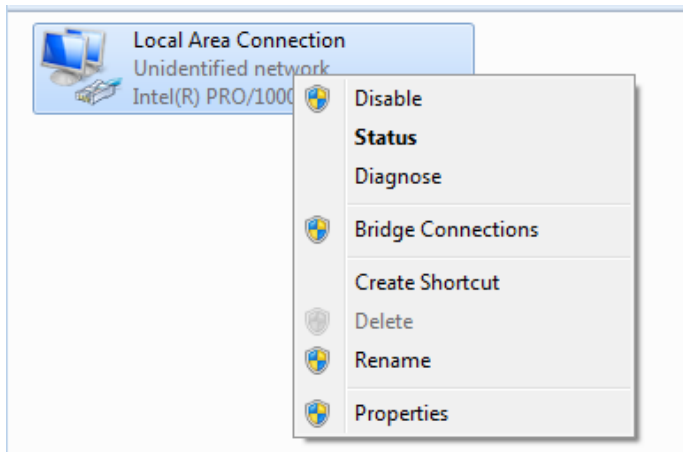 Local Area Connection
Unidentified network
Intel(R) PRO/1000
Disable
Status
Diagnose
Bridge Connections
Create Shortcut
Delete
Rename
Properties